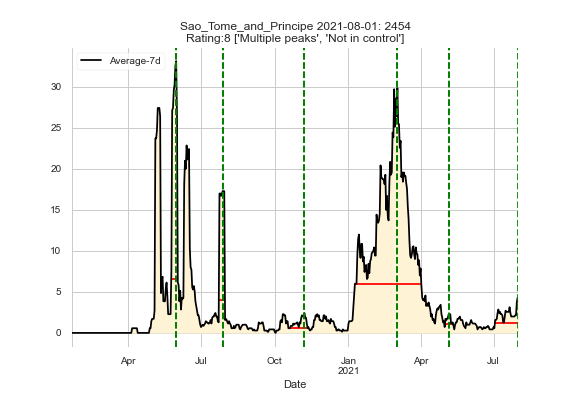 Sao_Tome_and_Principe 2021-08-01: 2454
Rating:8 ['Multiple peaks', 'Not in control']
Average-7d
30
25
20
15
10
5
0
Apr Jul Oct Jan Apr Jul
2021
Date